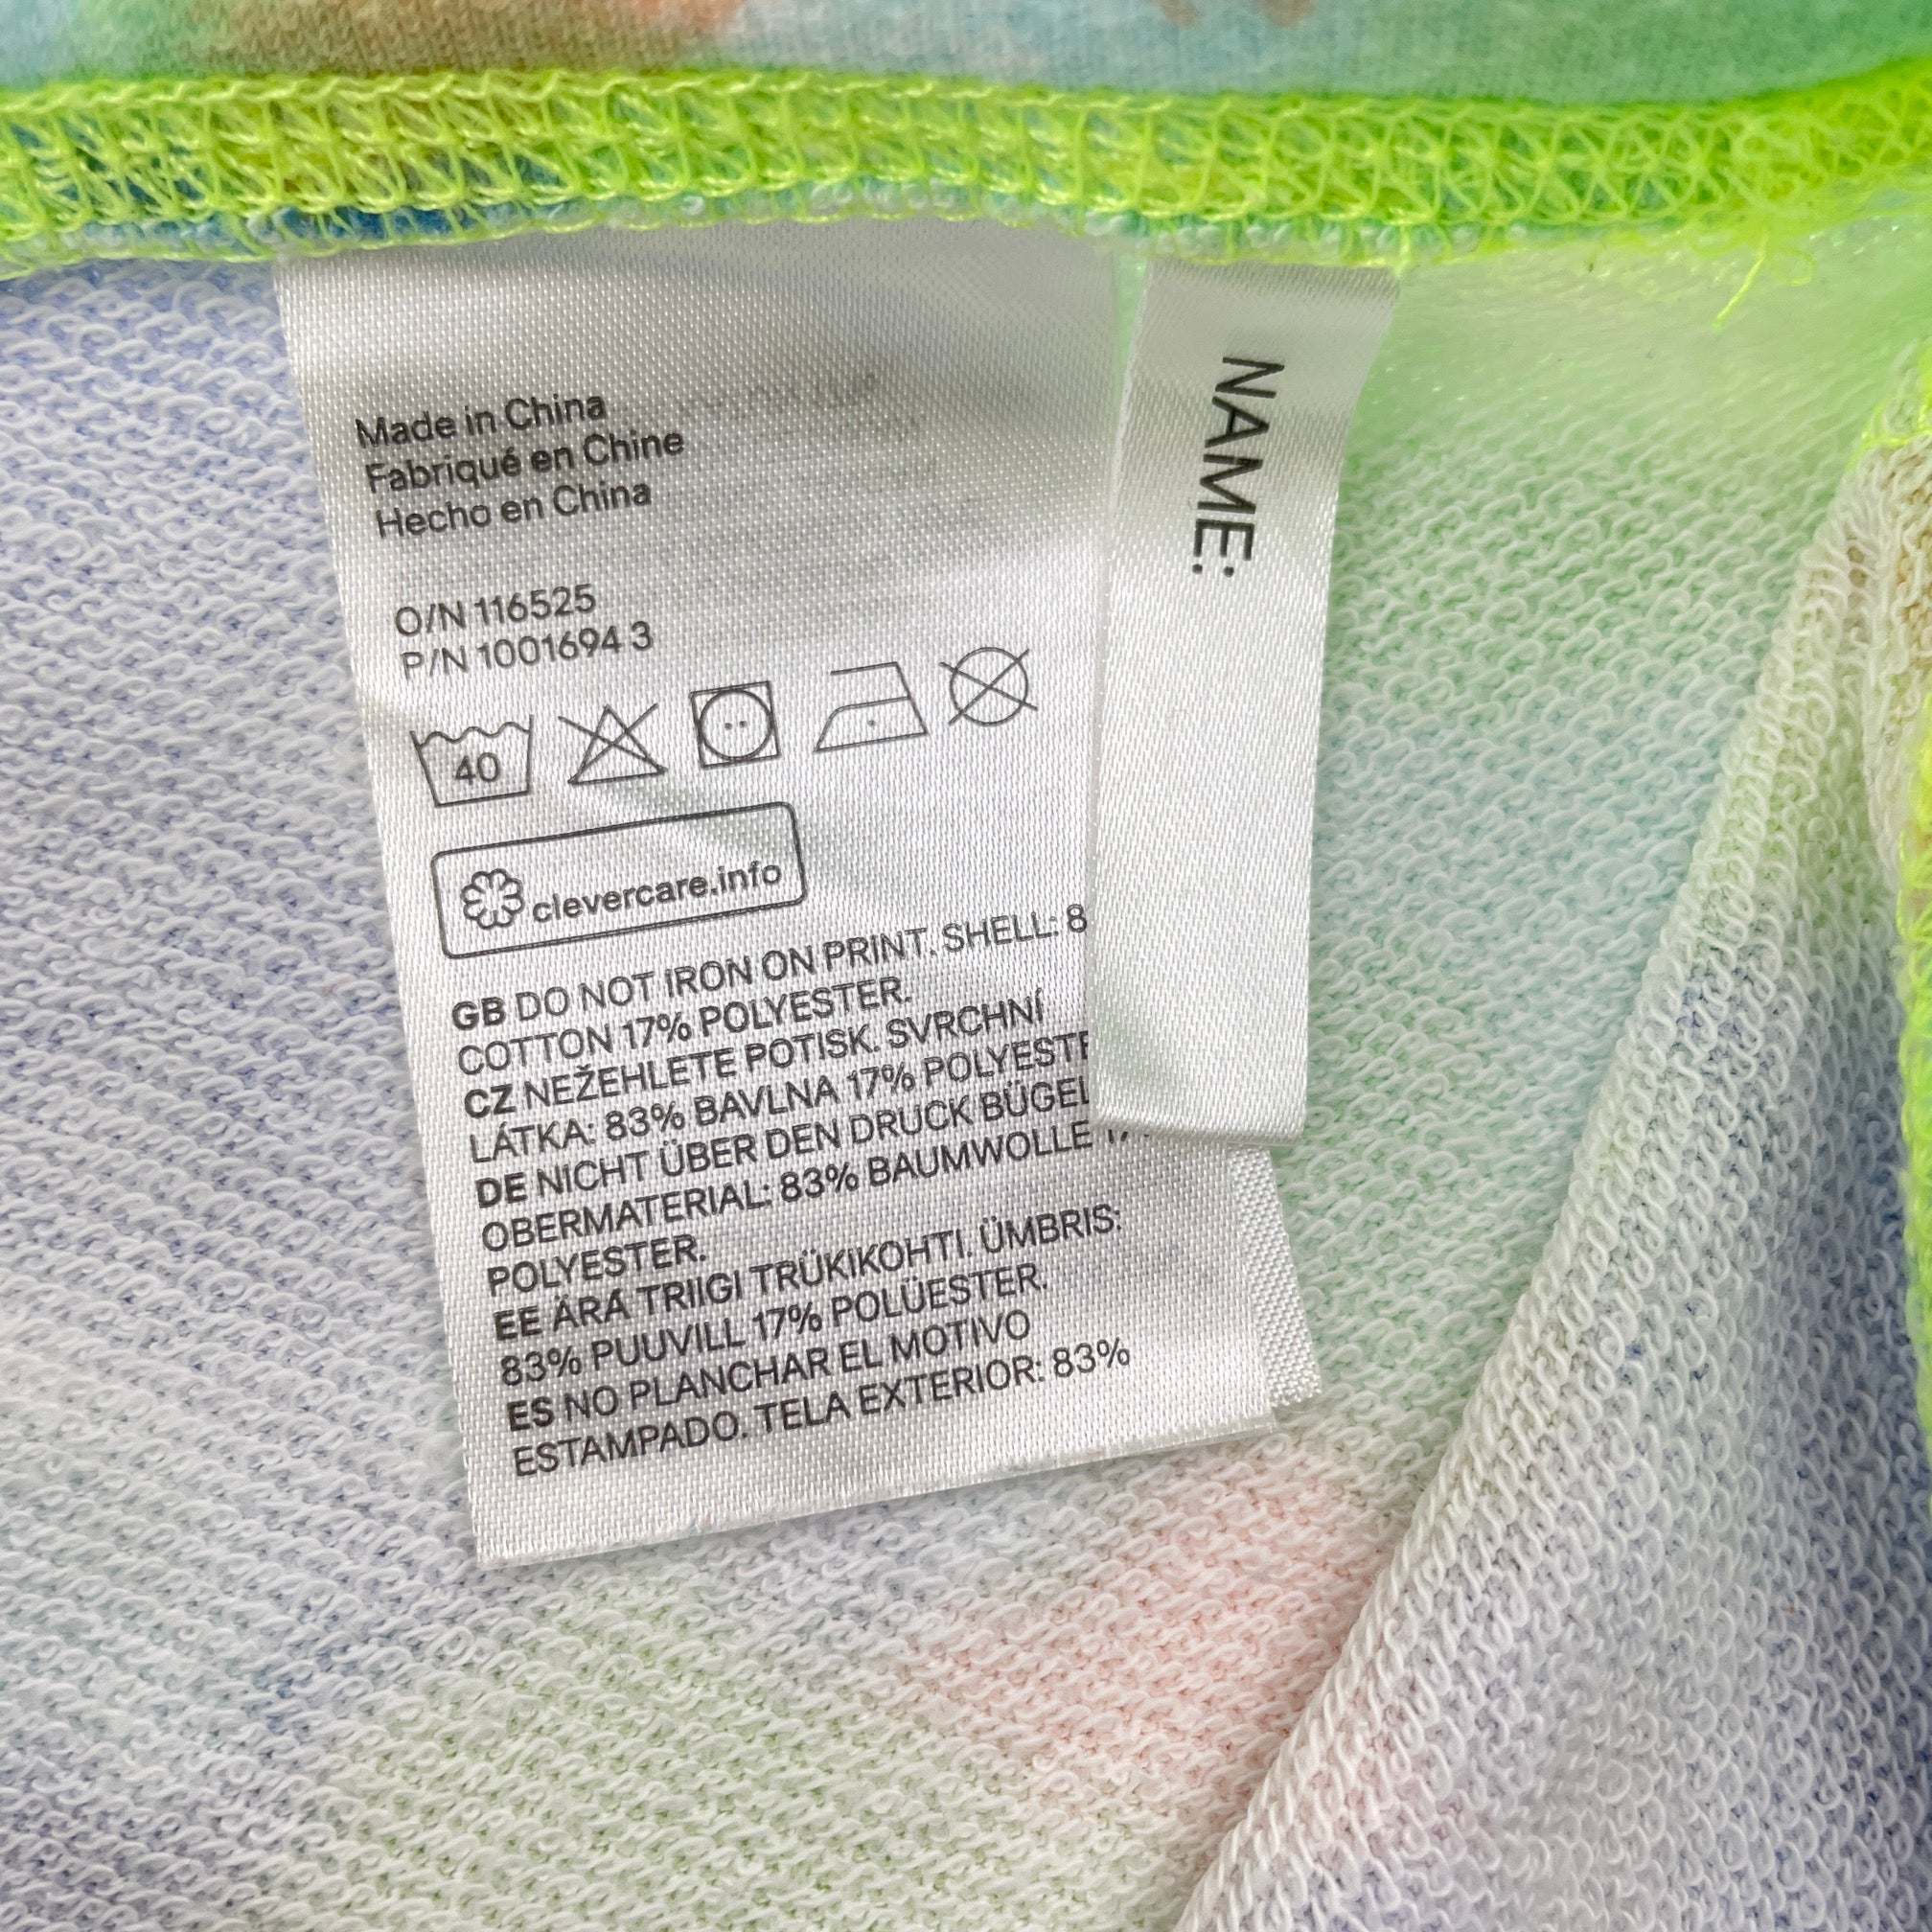 Made in China
Fabriqué en Chine
Hecho en China
O/N 116525
P/N 1001694 3
40
clevercare.info
GB DO NOT IRON ON PRINT. SHELL: 8
COTTON 17% POLYESTER.
CZ NEŽEHLETE POTISK. SVRCHNÍ
LÁTKA: 83% BAVLNA 17% POLYESTE
DE NICHT ÜBER DEN DRUCK BÜGEL
OBERMATERIAL: 83% BAUMWOLLE
POLYESTER.
EE ÄRA TRIIGI TRÜKIKOHTI. ÜMBRIS:
83% PUUVILL 17% POLÜESTER.
ES NO PLANCHAR EL MOTIVO
ESTAMPADO. TELA EXTERIOR: 83%
NAME: